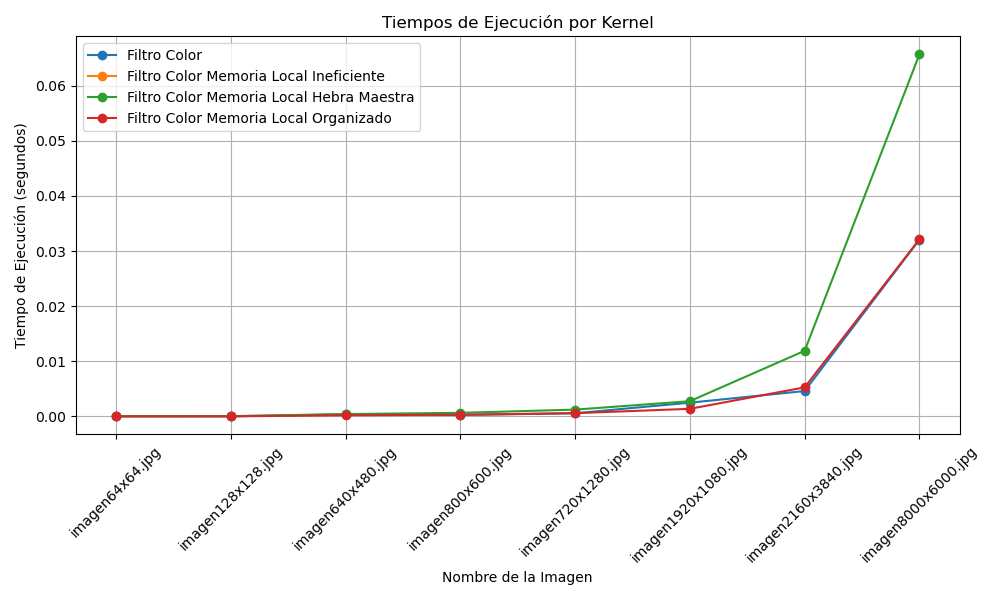 Tiempos de Ejecución por Kernel
Filtro Color
Filtro Color Memoria Local Ineficiente
Filtro Color Memoria Local Hebra Maestra
Filtro Color Memoria Local Organizado
Tiempo de Ejecución (segundos)
0.06
0.05
0.04
0.03
0.02
0.01
0.00
imagen64x64.jpg
imagen128x128.jpg
imagen640x480.jpg
imagen800x600.jpg
imagen720x1280.jpg
imagen1920x1080.jpg
imagen2160x3840.jpg
imagen8000x6000.jpg
Nombre de la Imagen